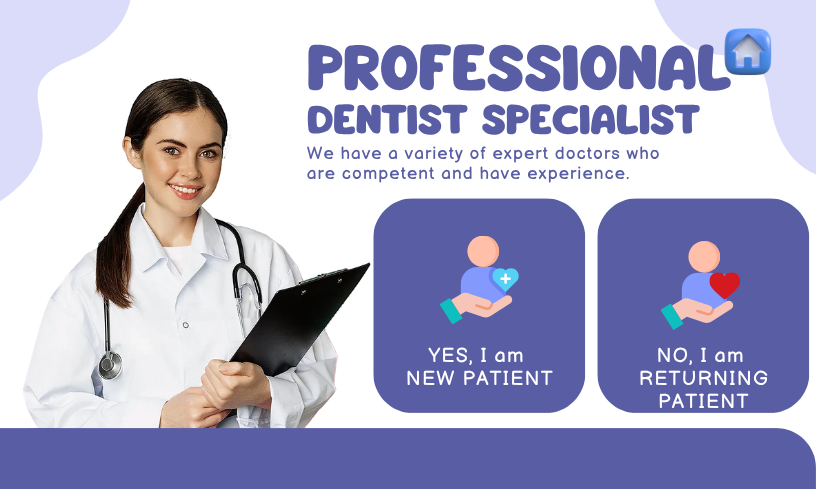 PROFESSIONAL
DENTIST SPECIALIST
We have a variety of expert doctors who
are competent and have experience.
YES, I am
NEW PATIENT
NO, I am
RETURNING
PATIENT